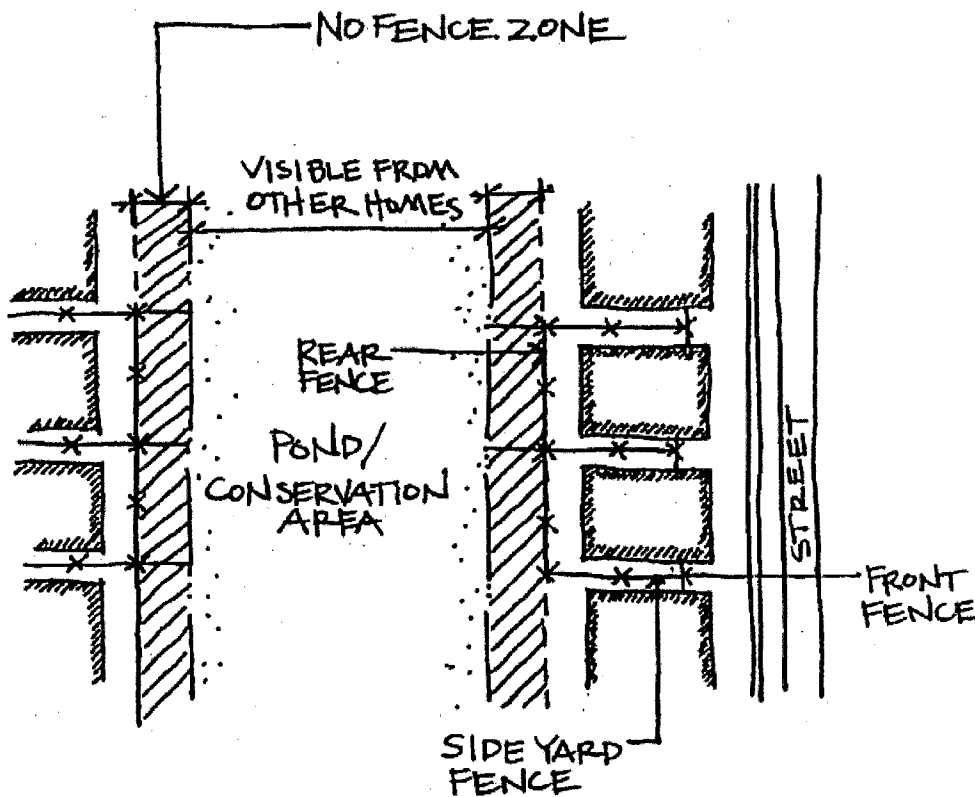 NO FENCE ZONE
VISIBLE FROM
OTHER HOMES
REAR
FENCE
POND/
CONSERVATION
AREA
STREET
FRONT
FENCE
SIDE YARD
FENCE